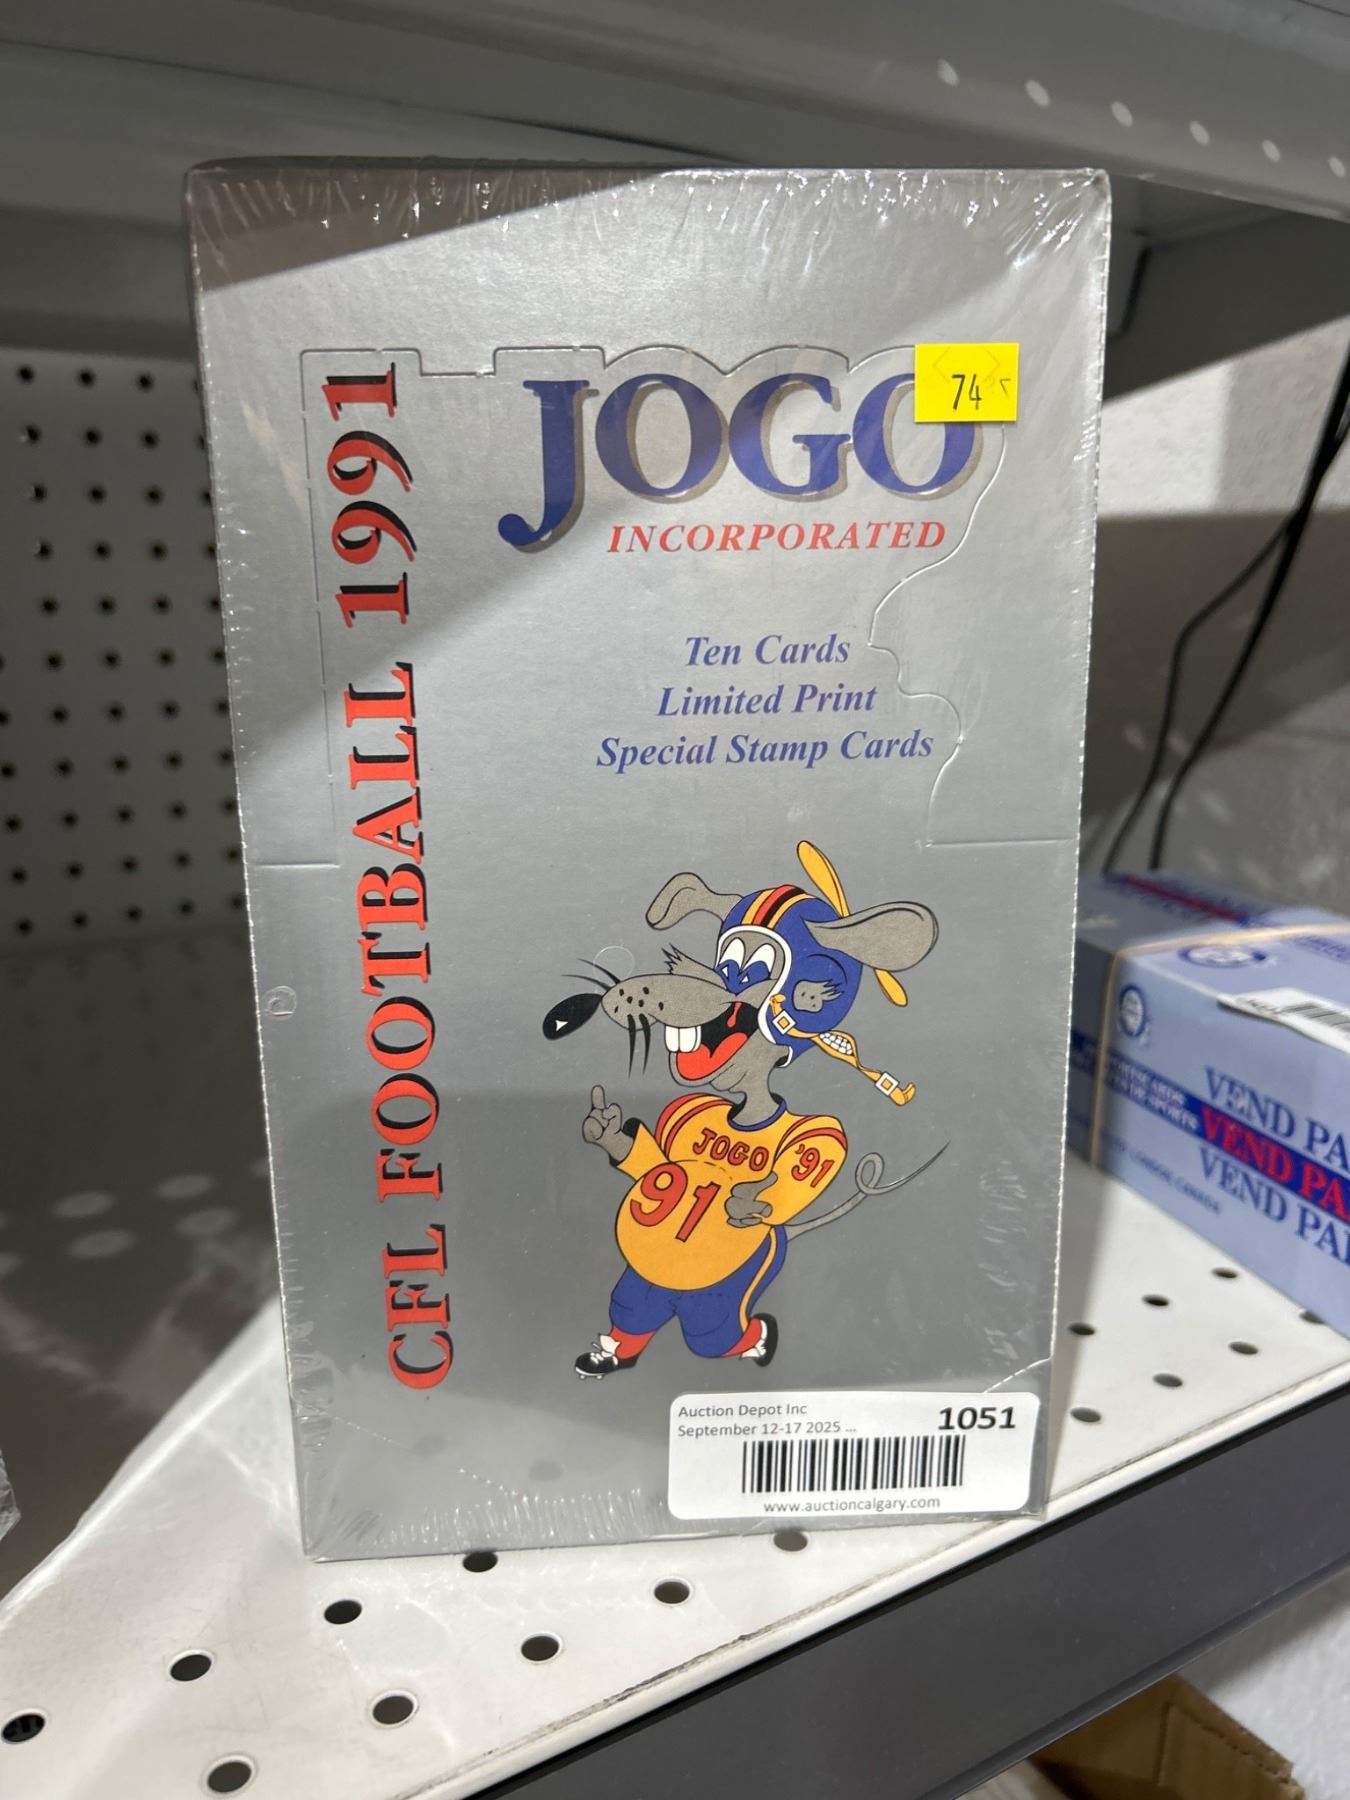 CFL FOOTBALL 1991
JOGO
74
INCORPORATED
Ten Cards
Limited Print
Special Stamp Cards
JOGO
'91
91
Auction Depot Inc
September 12-17 2025 ...
1051
www.auctioncalgary.com
VEND PA
VEND PA
VEND PA